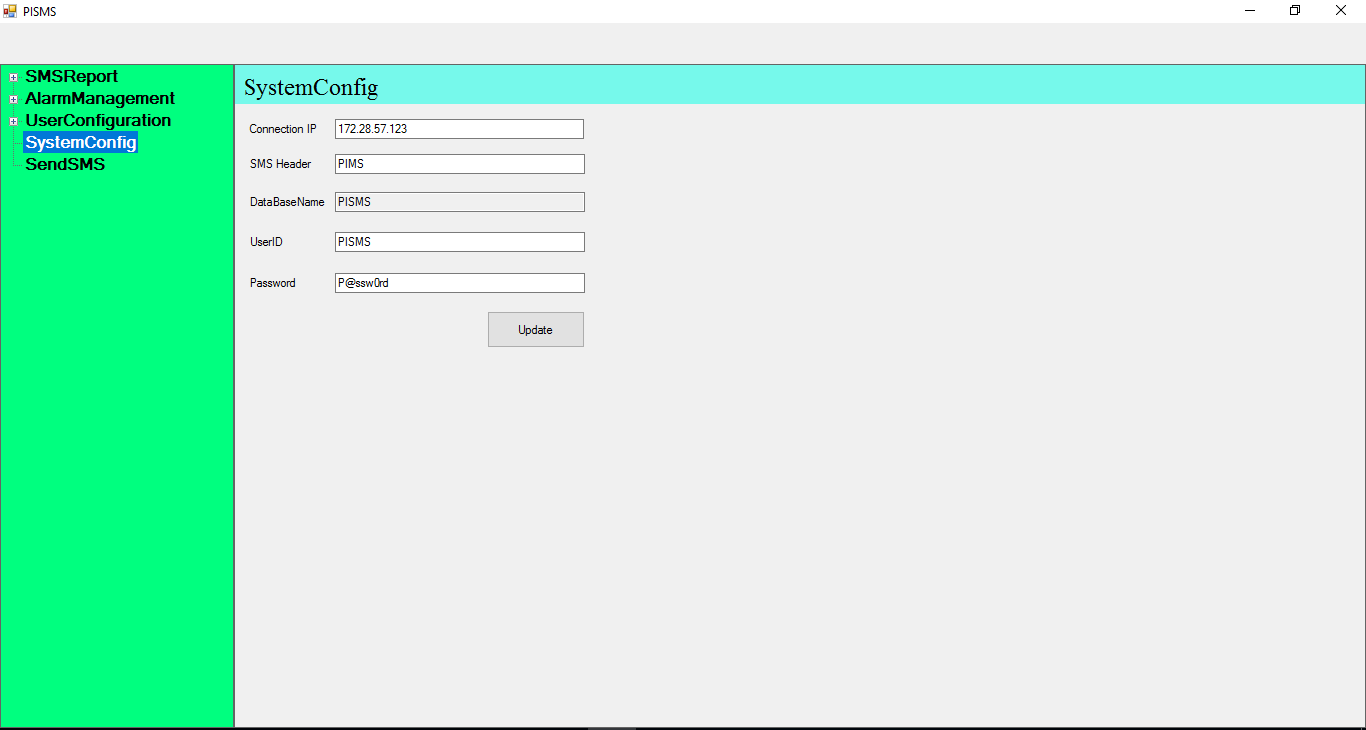 PISMS
SMSReport
AlarmManagement
UserConfiguration
SystemConfig
SendSMS
SystemConfig
Connection IP 172.28.57.123
SMS Header PIMS
DataBaseName PISMS
UserID PISMS
Password P@ssw0rd
Update